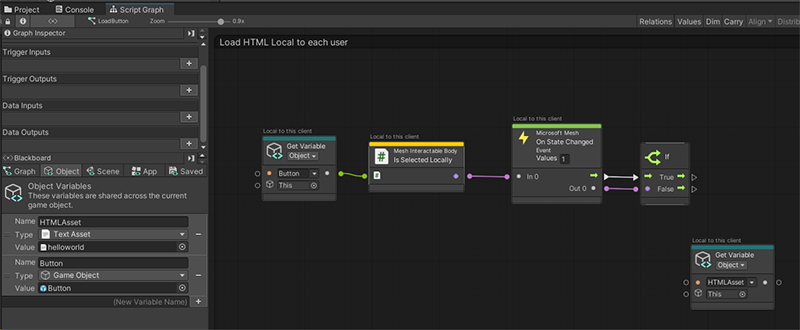 Project
Console
Script Graph
LoadButton
Zoom
0.9x
Relations
Values
Dim
Carry
Align
Distrib
Graph Inspector
Trigger Inputs
+
Trigger Outputs
+
Data Inputs
+
Data Outputs
+
Blackboard
Graph
Object
Scene
App
Saved
Object Variables
These variables are shared across the current
game object.
Name
HTMLAsset
Type
Text Asset
Value
helloworld
Name
Button
Type
Game Object
Value
Button
(New Variable Name)
+
Load HTML Local to each user
Local to this client
Get Variable
Object
Button
This
Local to this client
Mesh Interactable Body
Is Selected Locally
Local to this client
Microsoft Mesh
On State Changed
Event
Values 1
In 0
Out 0
Local to this client
If
True
False
Local to this client
Get Variable
Object
HTMLAsset
This